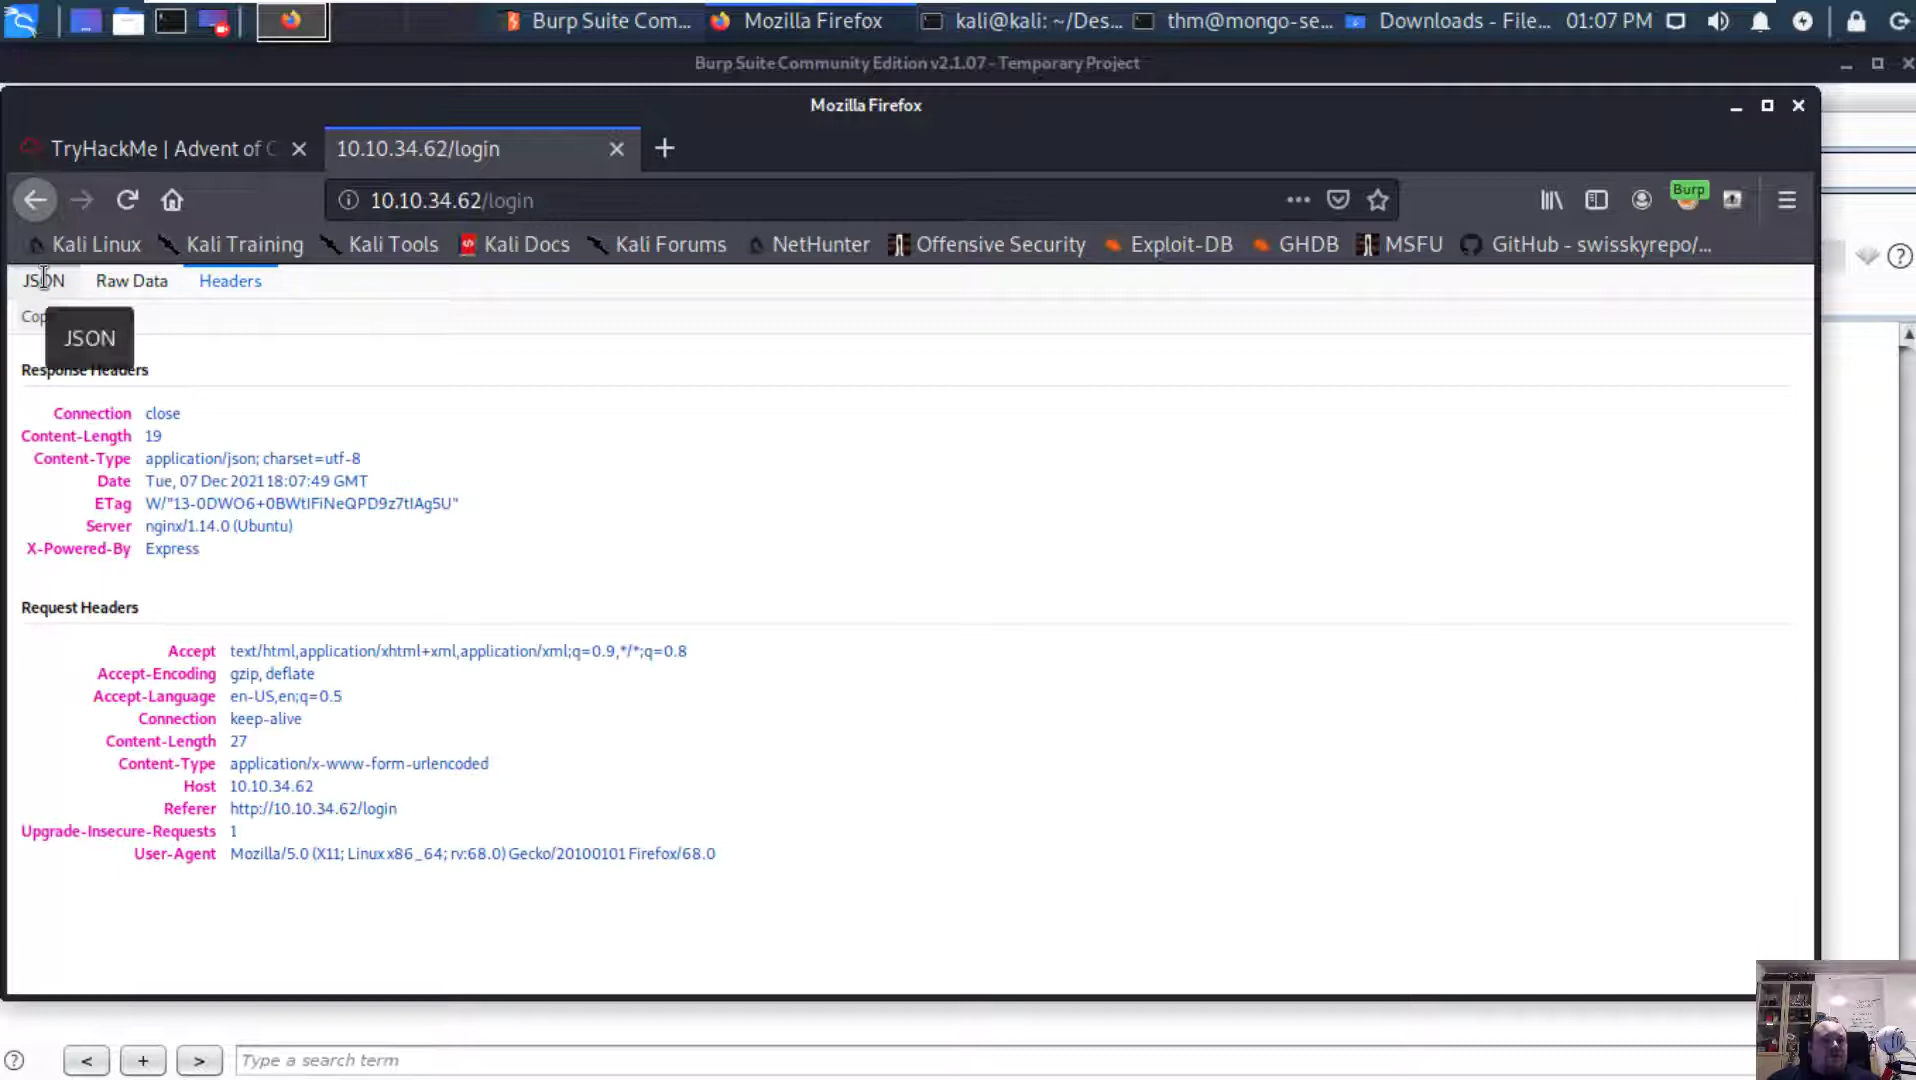 Burp Suite Com...
Mozilla Firefox
kali@kali: ~/Des...
thm@mongo-se...
Downloads - File...
01:07 PM
Burp Suite Community Edition v2.1.07 - Temporary Project
Mozilla Firefox
TryHackMe | Advent of C
10.10.34.62/login
10.10.34.62/login
Burp
Kali Linux
Kali Training
Kali Tools
Kali Docs
Kali Forums
NetHunter
Offensive Security
Exploit-DB
GHDB
MSFU
GitHub - swisskyrepo/...
JSON
Raw Data
Headers
Cop
JSON
Response Headers
Connection close
Content-Length 19
Content-Type application/json; charset=utf-8
Date Tue, 07 Dec 2021 18:07:49 GMT
ETag W/"13-0DWO6+0BWtIFiNeQPD9z7tIAg5U"
Server nginx/1.14.0 (Ubuntu)
X-Powered-By Express
Request Headers
Accept text/html,application/xhtml+xml,application/xml;q=0.9,*/*;q=0.8
Accept-Encoding gzip, deflate
Accept-Language en-US,en;q=0.5
Connection keep-alive
Content-Length 27
Content-Type application/x-www-form-urlencoded
Host 10.10.34.62
Referer http://10.10.34.62/login
Upgrade-Insecure-Requests 1
User-Agent Mozilla/5.0 (X11; Linux x86_64; rv:68.0) Gecko/20100101 Firefox/68.0
? < + > Type a search term